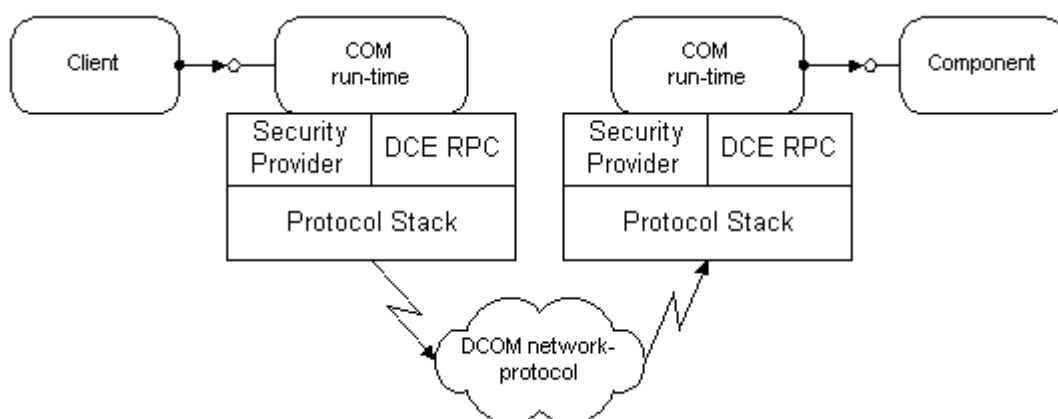 Client
COM
run-time
COM
run-time
Component
Security
Provider
DCE RPC
Security
Provider
DCE RPC
Protocol Stack
Protocol Stack
DCOM network-
protocol